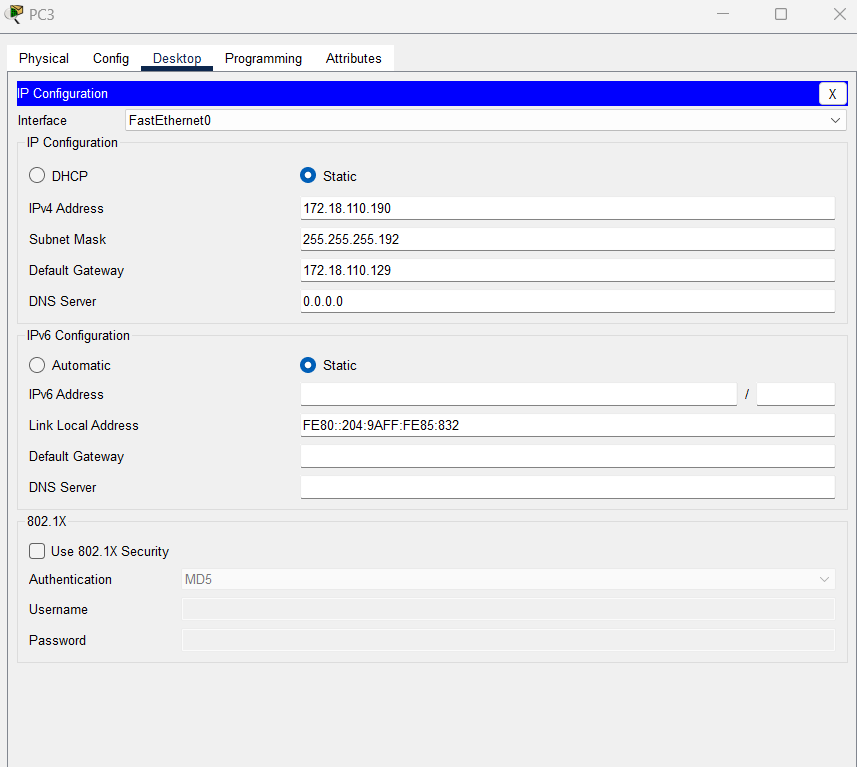 PC3
Physical Config Desktop Programming Attributes
IP Configuration X
Interface FastEthernet0
IP Configuration
DHCP Static
IPv4 Address 172.18.110.190
Subnet Mask 255.255.255.192
Default Gateway 172.18.110.129
DNS Server 0.0.0.0
IPv6 Configuration
Automatic Static
IPv6 Address /
Link Local Address FE80::204:9AFF:FE85:832
Default Gateway
DNS Server
802.1X
Use 802.1X Security
Authentication MD5
Username
Password